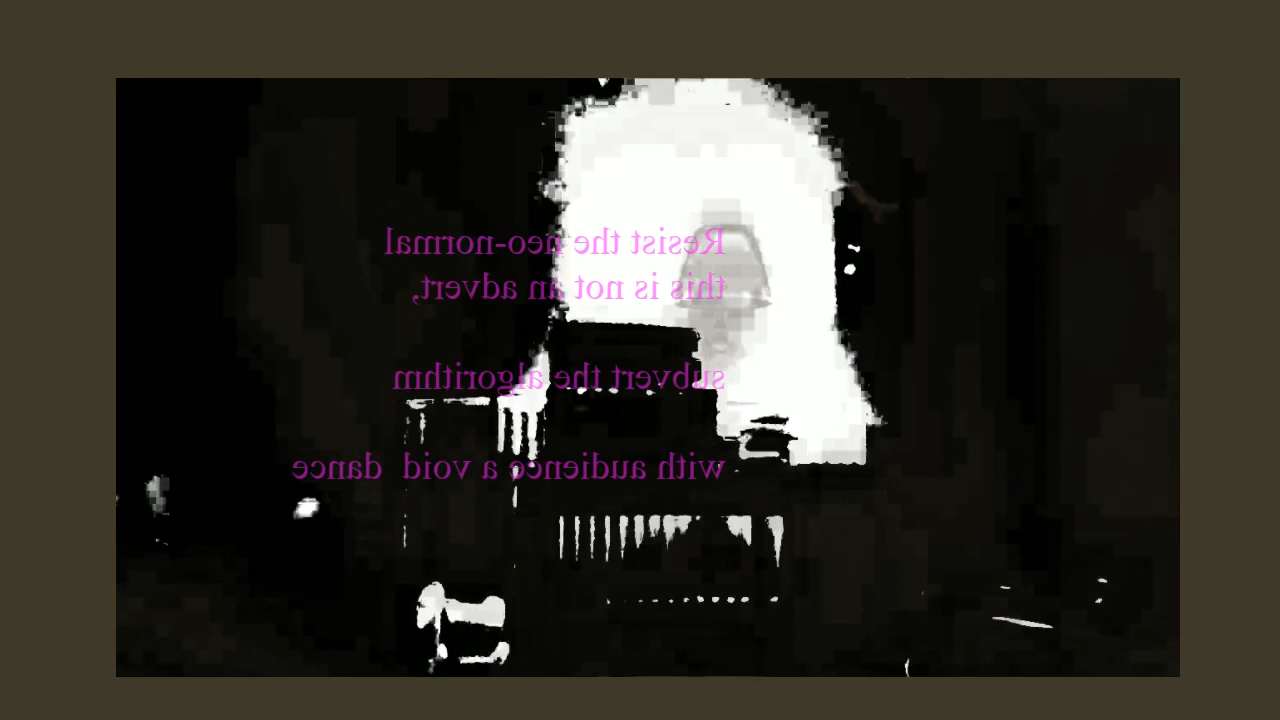 Resist the neo-normal
this is not an advert,
subvert the algorithm
with audience a void  dance